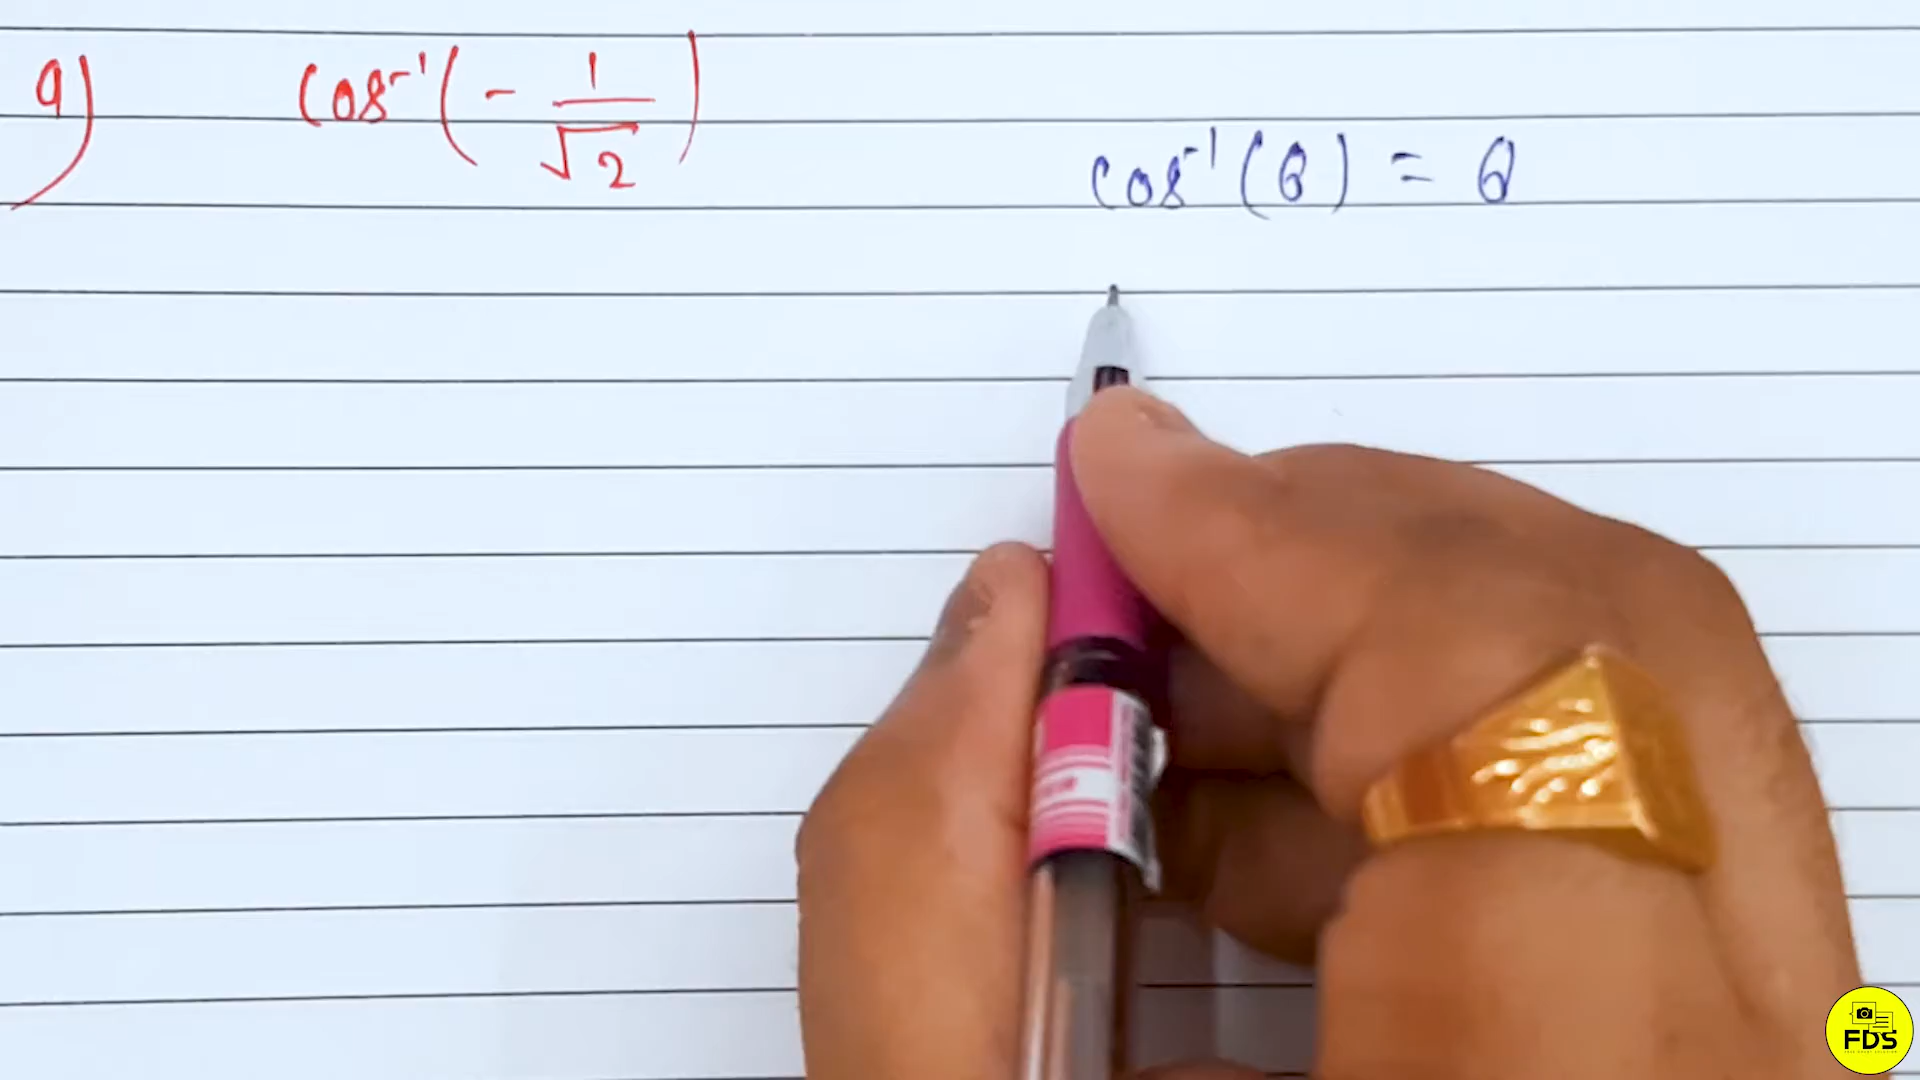 9) cos⁻¹(-1/√2)
cos⁻¹(θ) = θ
FDS